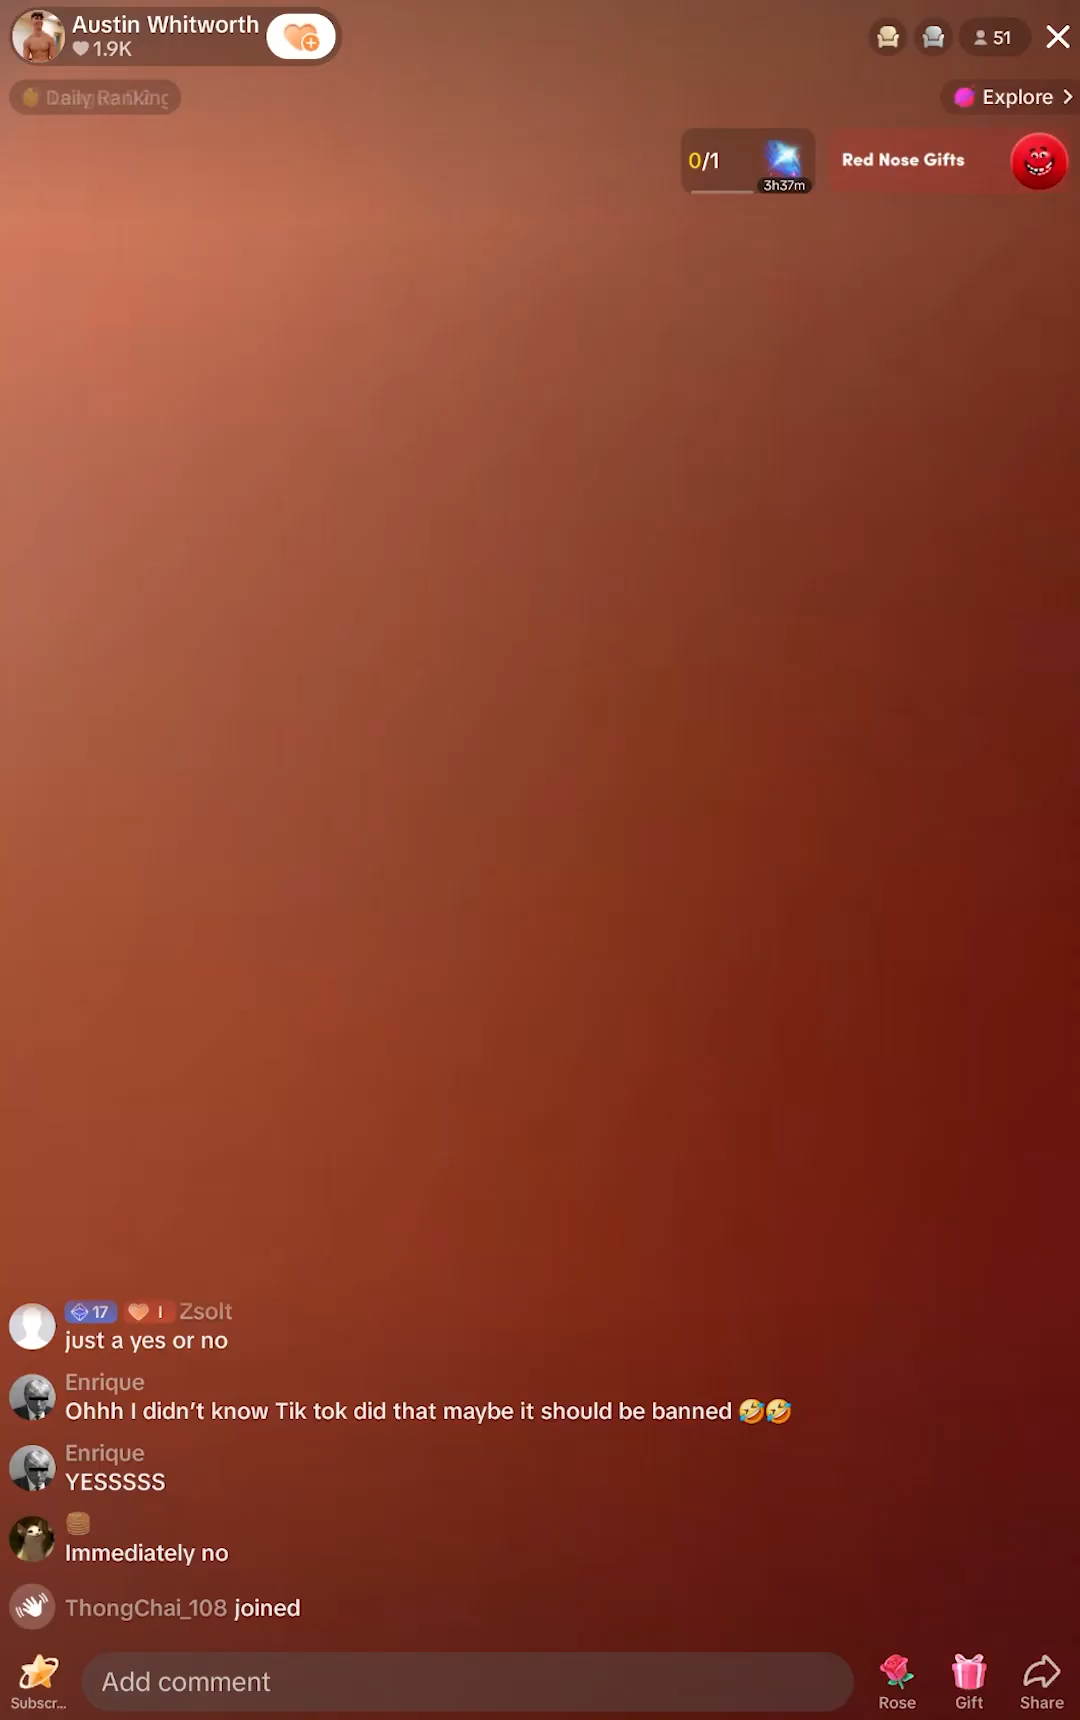 Austin Whitworth
1.9K
51
Daily Ranking
Explore
0/1
3h37m
Red Nose Gifts
17 I Zsolt
just a yes or no
Enrique
Ohhh I didn't know Tik tok did that maybe it should be banned 🤣🤣
Enrique
YESSSSS
🥞
Immediately no
ThongChai_108 joined
Subscr...
Add comment
Rose
Gift
Share